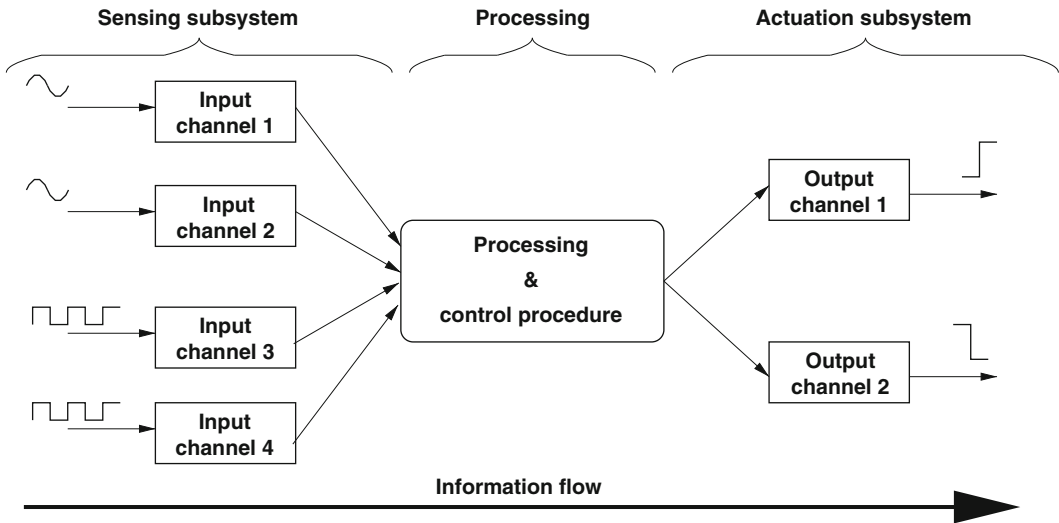 Sensing subsystem
Processing
Actuation subsystem
Input
channel 1
Input
channel 2
Input
channel 3
Input
channel 4
Processing
&
control procedure
Output
channel 1
Output
channel 2
Information flow